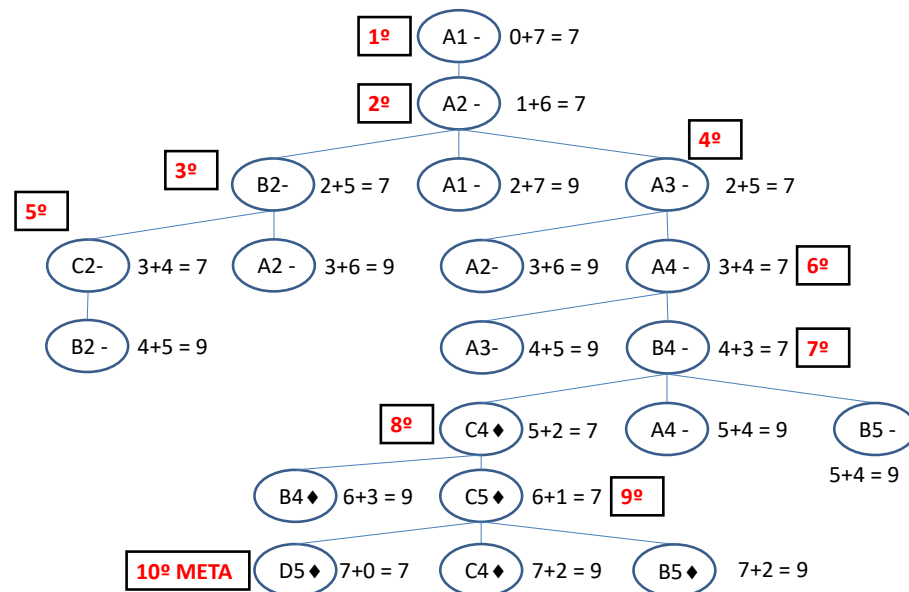 1º A1 - 0+7 = 7
2º A2 - 1+6 = 7
4º
3º B2- 2+5 = 7 A1 - 2+7 = 9 A3 - 2+5 = 7
5º
C2- 3+4 = 7 A2 - 3+6 = 9 A2- 3+6 = 9 A4 - 3+4 = 7 6º
B2 - 4+5 = 9 A3- 4+5 = 9 B4 - 4+3 = 7 7º
8º C4♦ 5+2 = 7 A4 - 5+4 = 9 B5 -
5+4 = 9
B4♦ 6+3 = 9 C5♦ 6+1 = 7 9º
10º META D5♦ 7+0 = 7 C4♦ 7+2 = 9 B5♦ 7+2 = 9